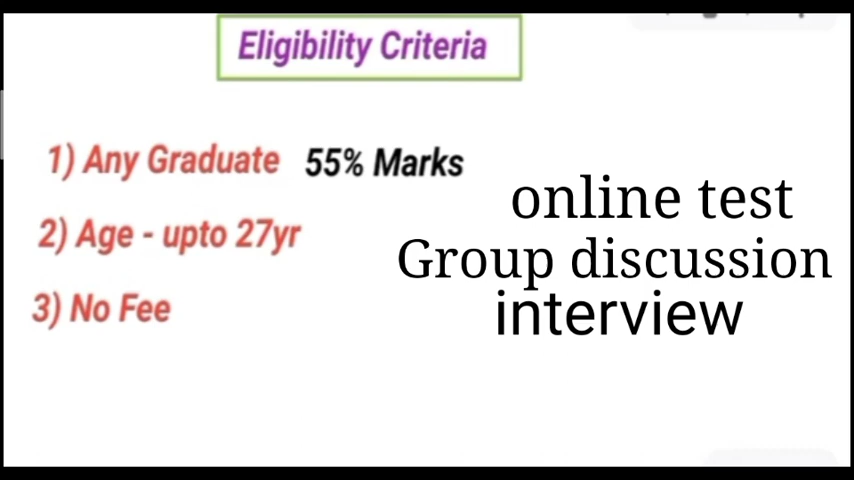 Eligibility Criteria
1) Any Graduate 55% Marks
2) Age - upto 27yr
3) No Fee
online test
Group discussion
interview